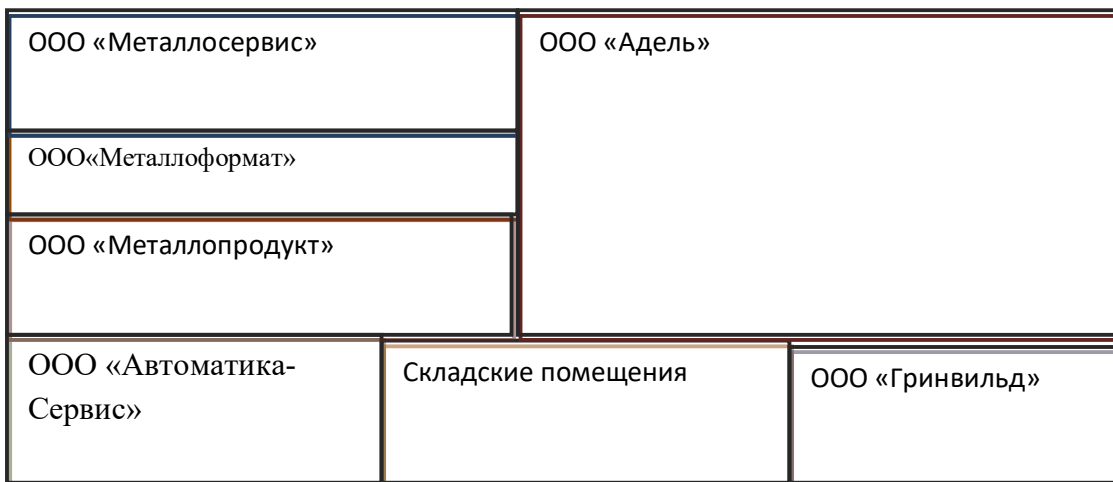 ООО «Металлосервис»
ООО «Адель»
ООО«Металлоформат»
ООО «Металлопродукт»
ООО «Автоматика-
Сервис»
Складские помещения
ООО «Гринвильд»